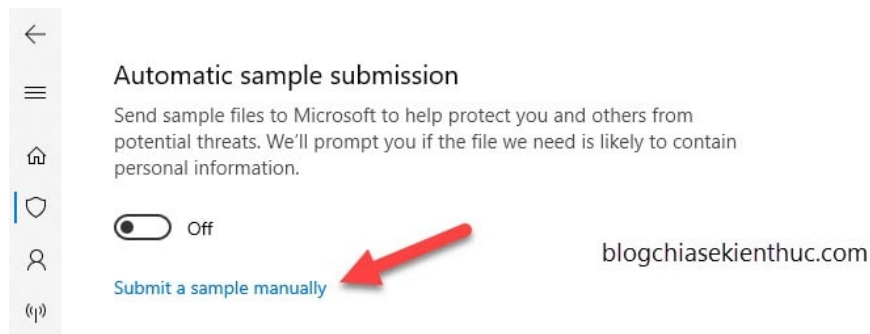 Automatic sample submission
Send sample files to Microsoft to help protect you and others from
potential threats. We'll prompt you if the file we need is likely to contain
personal information.
Off
blogchiasekienthuc.com
Submit a sample manually